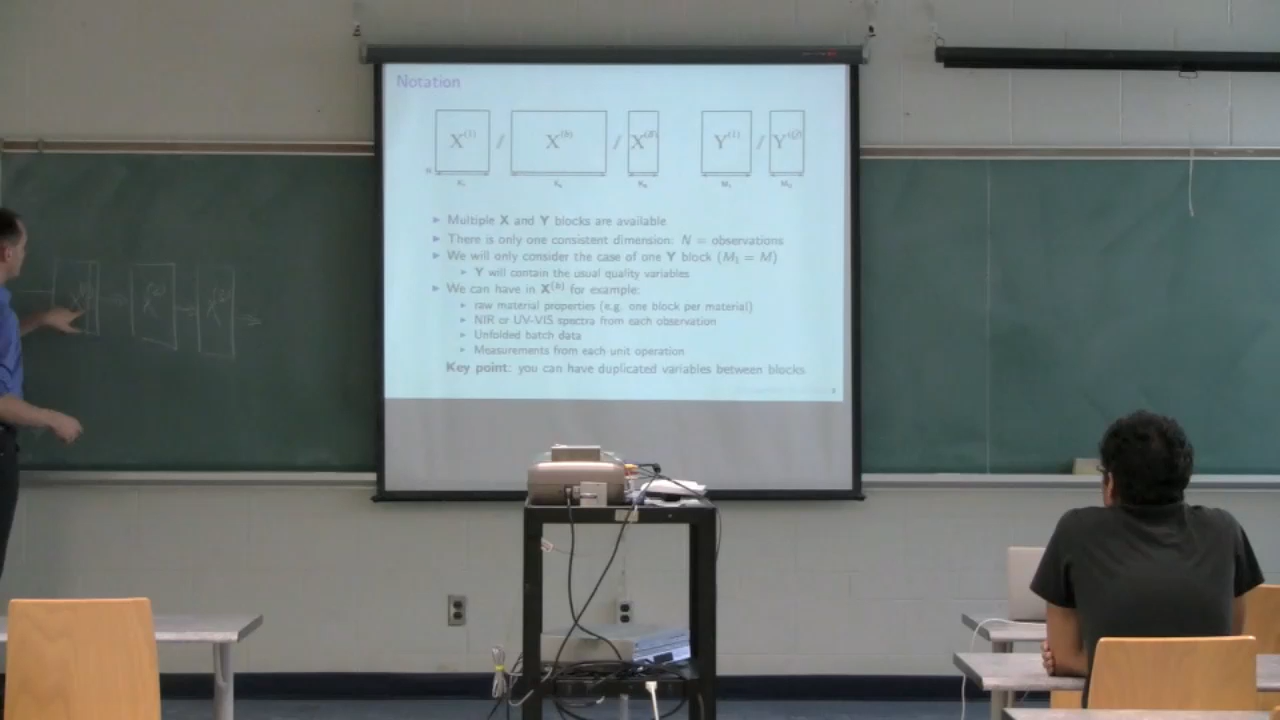 Notation
X(1) / X(b) / X(B) Y(1) / Y(J)
N K₁ M₁
Multiple X and Y blocks are available
There is only one consistent dimension: N = observations
We will only consider the case of one Y block (M₁ = M)
Y will contain the usual quality variables
We can have in X(b) for example:
raw material properties (e.g. one block per material)
NIR or UV-VIS spectra from each observation
Unfolded batch data
Measurements from each unit operation
Key point: you can have duplicated variables between blocks